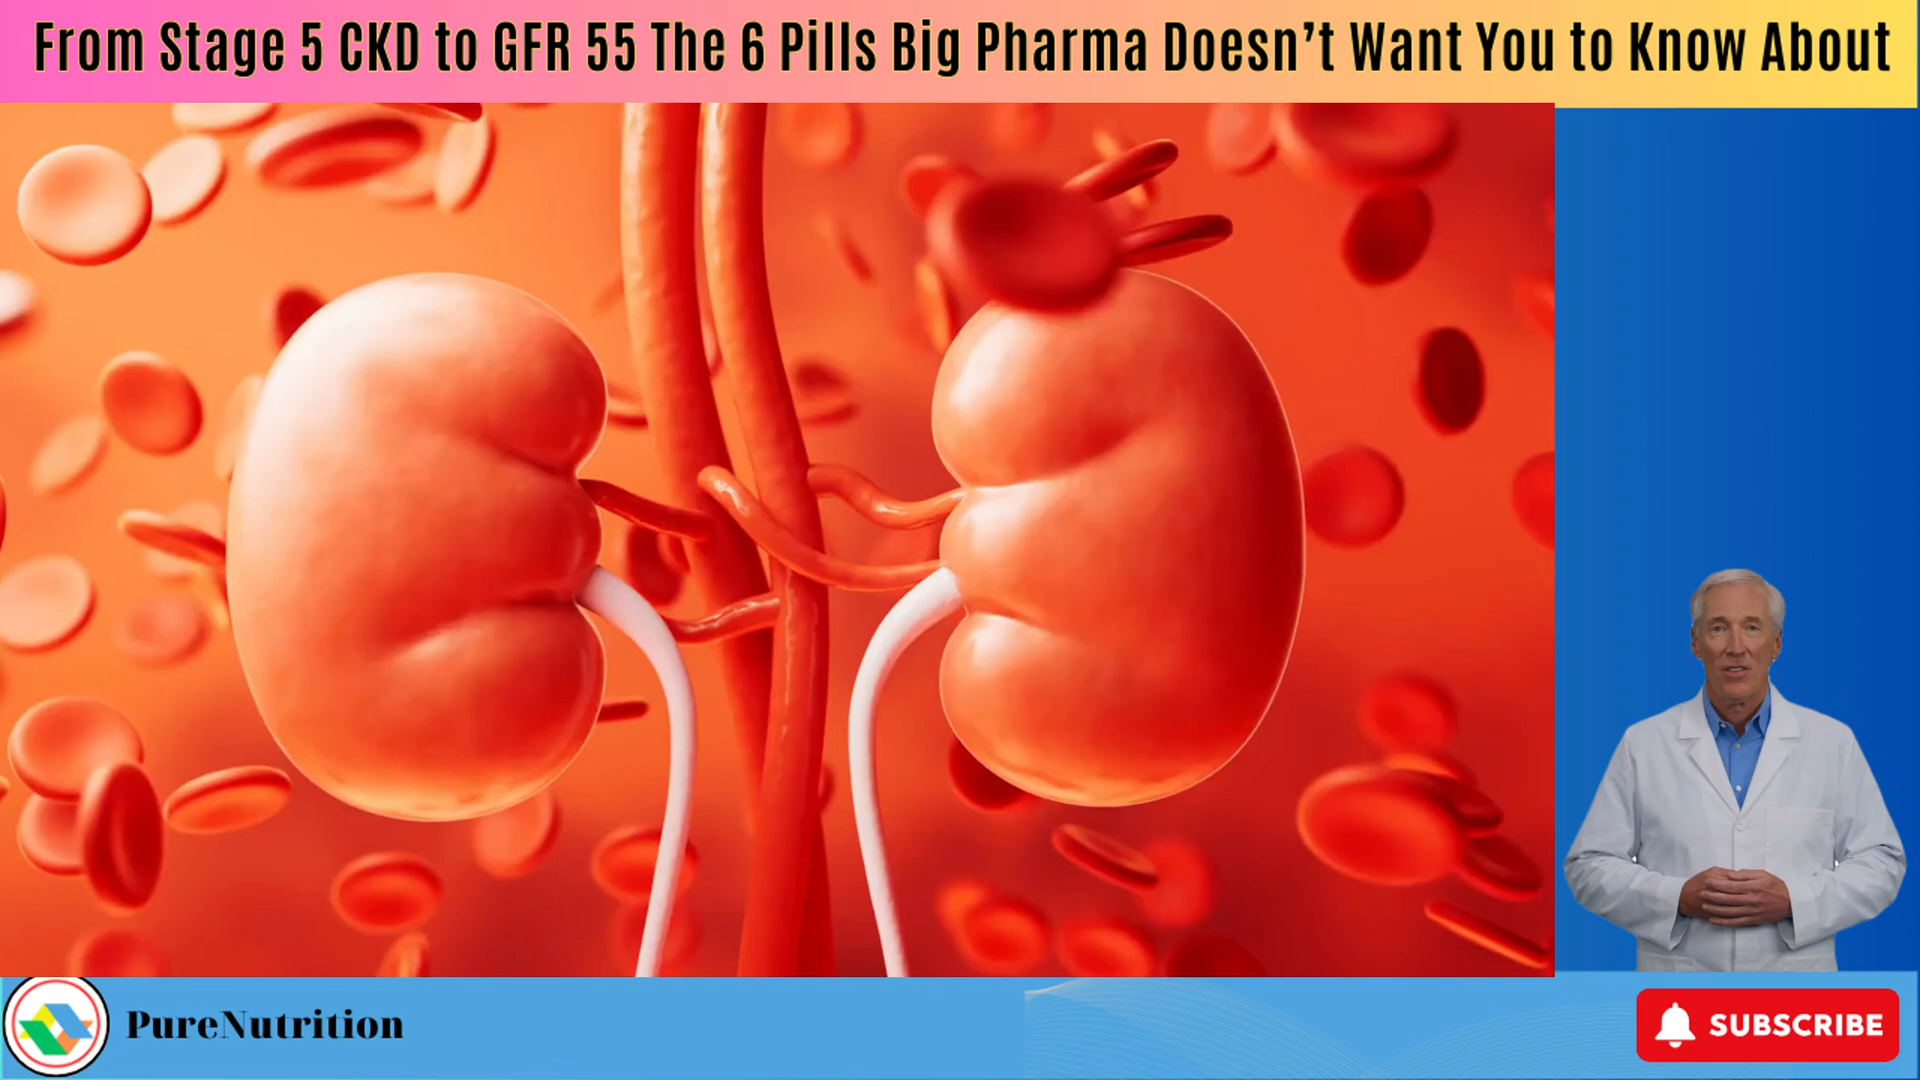 From Stage 5 CKD to GFR 55 The 6 Pills Big Pharma Doesn’t Want You to Know About
PureNutrition
SUBSCRIBE